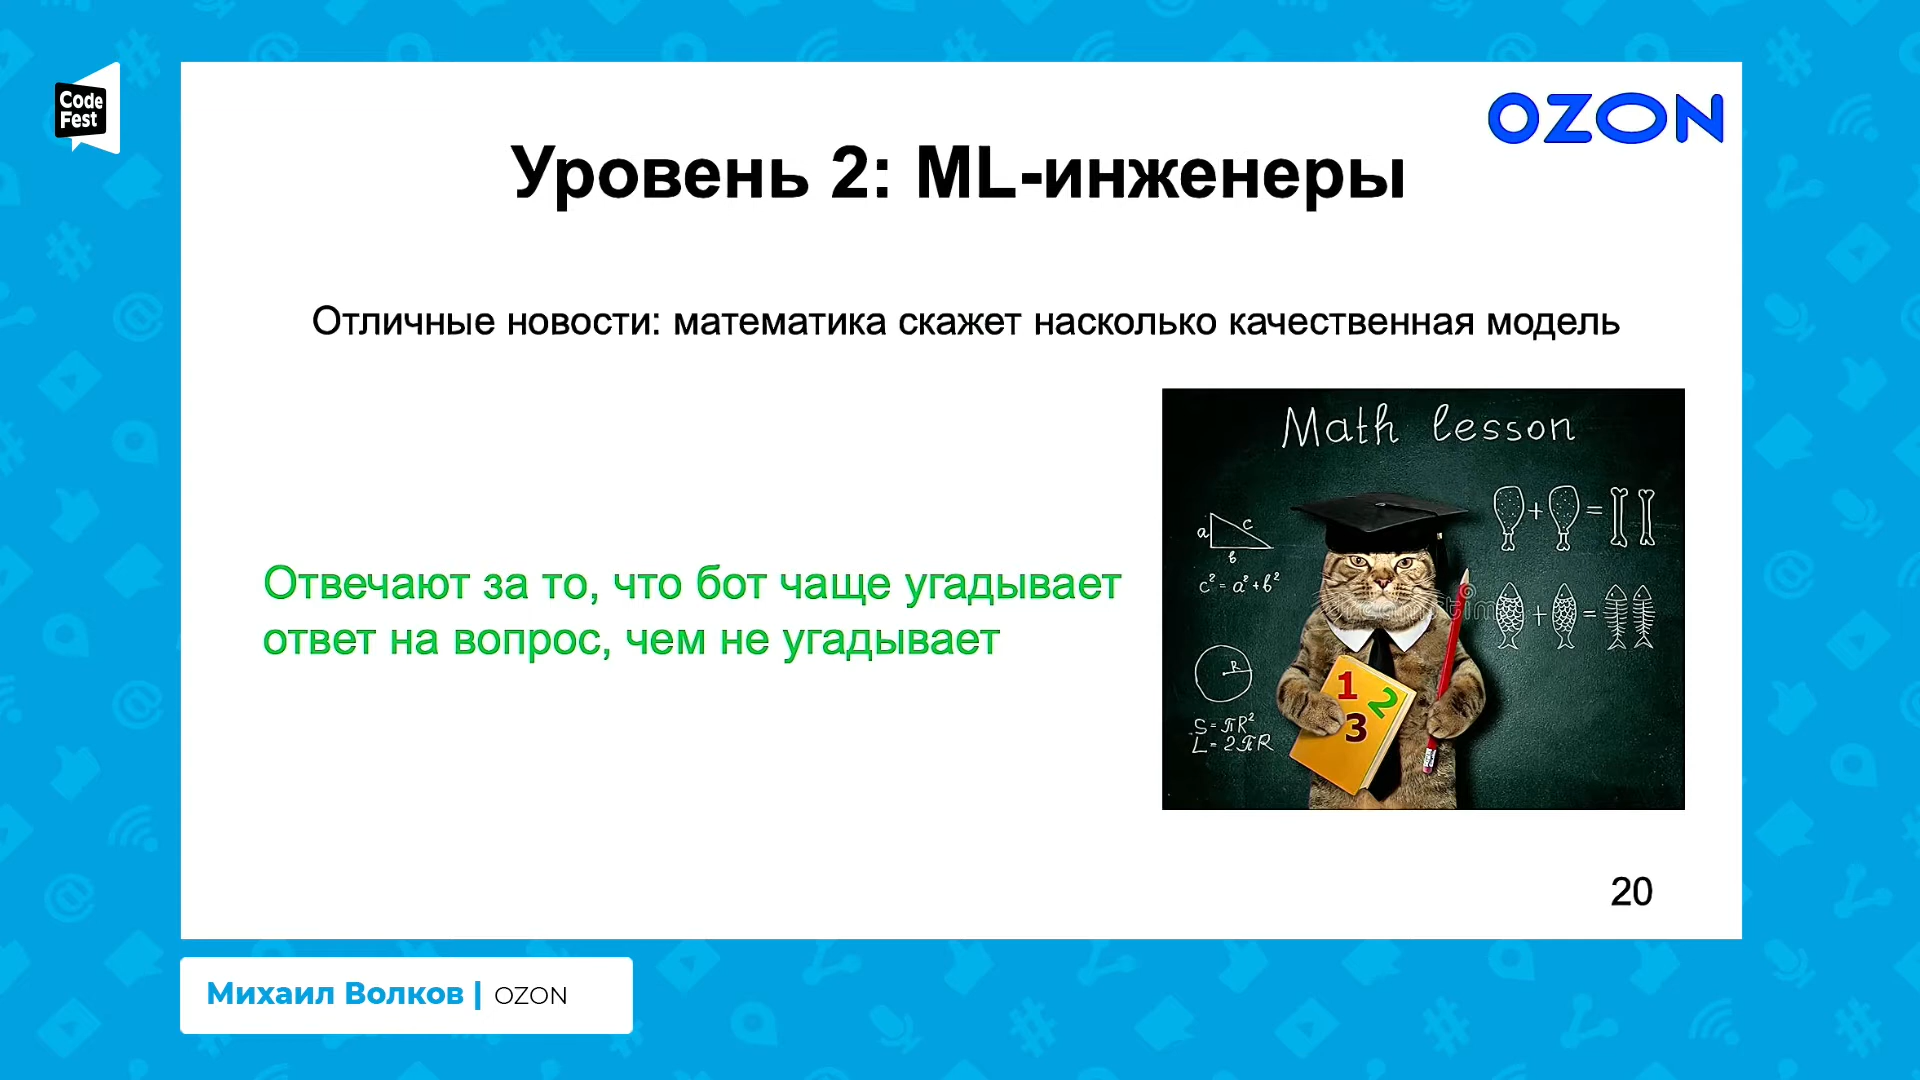 Code
Fest
OZON
Уровень 2: ML-инженеры
Отличные новости: математика скажет насколько качественная модель
Отвечают за то, что бот чаще угадывает
ответ на вопрос, чем не угадывает
Math lesson
a
c
в
c² = a² + в²
+ =
+ =
R
S = πR²
L = 2πR
1
2
3
20
Михаил Волков | OZON